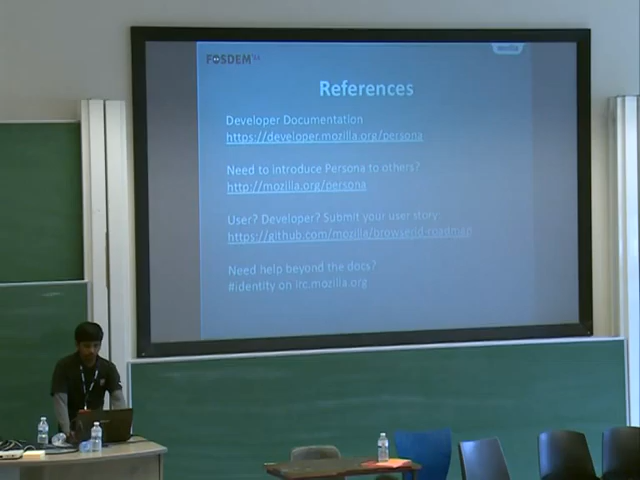 FOSDEM
mozilla
References
Developer Documentation
https://developer.mozilla.org/persona
Need to introduce Persona to others?
http://mozilla.org/persona
User? Developer? Submit your user story:
https://github.com/mozilla/browserid-roadmap
Need help beyond the docs?
#identity on irc.mozilla.org